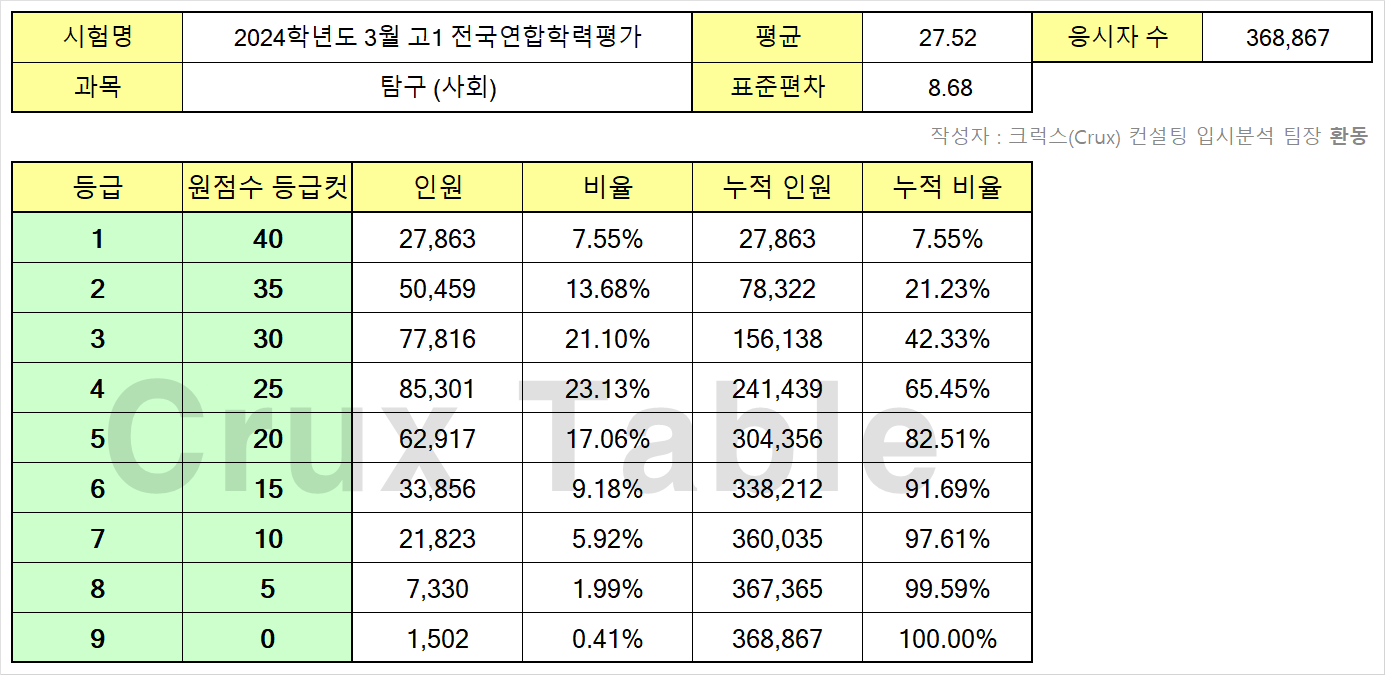 시험명 2024학년도 3월 고1 전국연합학력평가 평균 27.52 응시자 수 368,867
과목 탐구 (사회) 표준편차 8.68
작성자 : 크럭스(Crux) 컨설팅 입시분석 팀장 환동
등급 원점수 등급컷 인원 비율 누적 인원 누적 비율
1 40 27,863 7.55% 27,863 7.55%
2 35 50,459 13.68% 78,322 21.23%
3 30 77,816 21.10% 156,138 42.33%
4 25 85,301 23.13% 241,439 65.45%
5 20 62,917 17.06% 304,356 82.51%
6 15 33,856 9.18% 338,212 91.69%
7 10 21,823 5.92% 360,035 97.61%
8 5 7,330 1.99% 367,365 99.59%
9 0 1,502 0.41% 368,867 100.00%
Crux Table